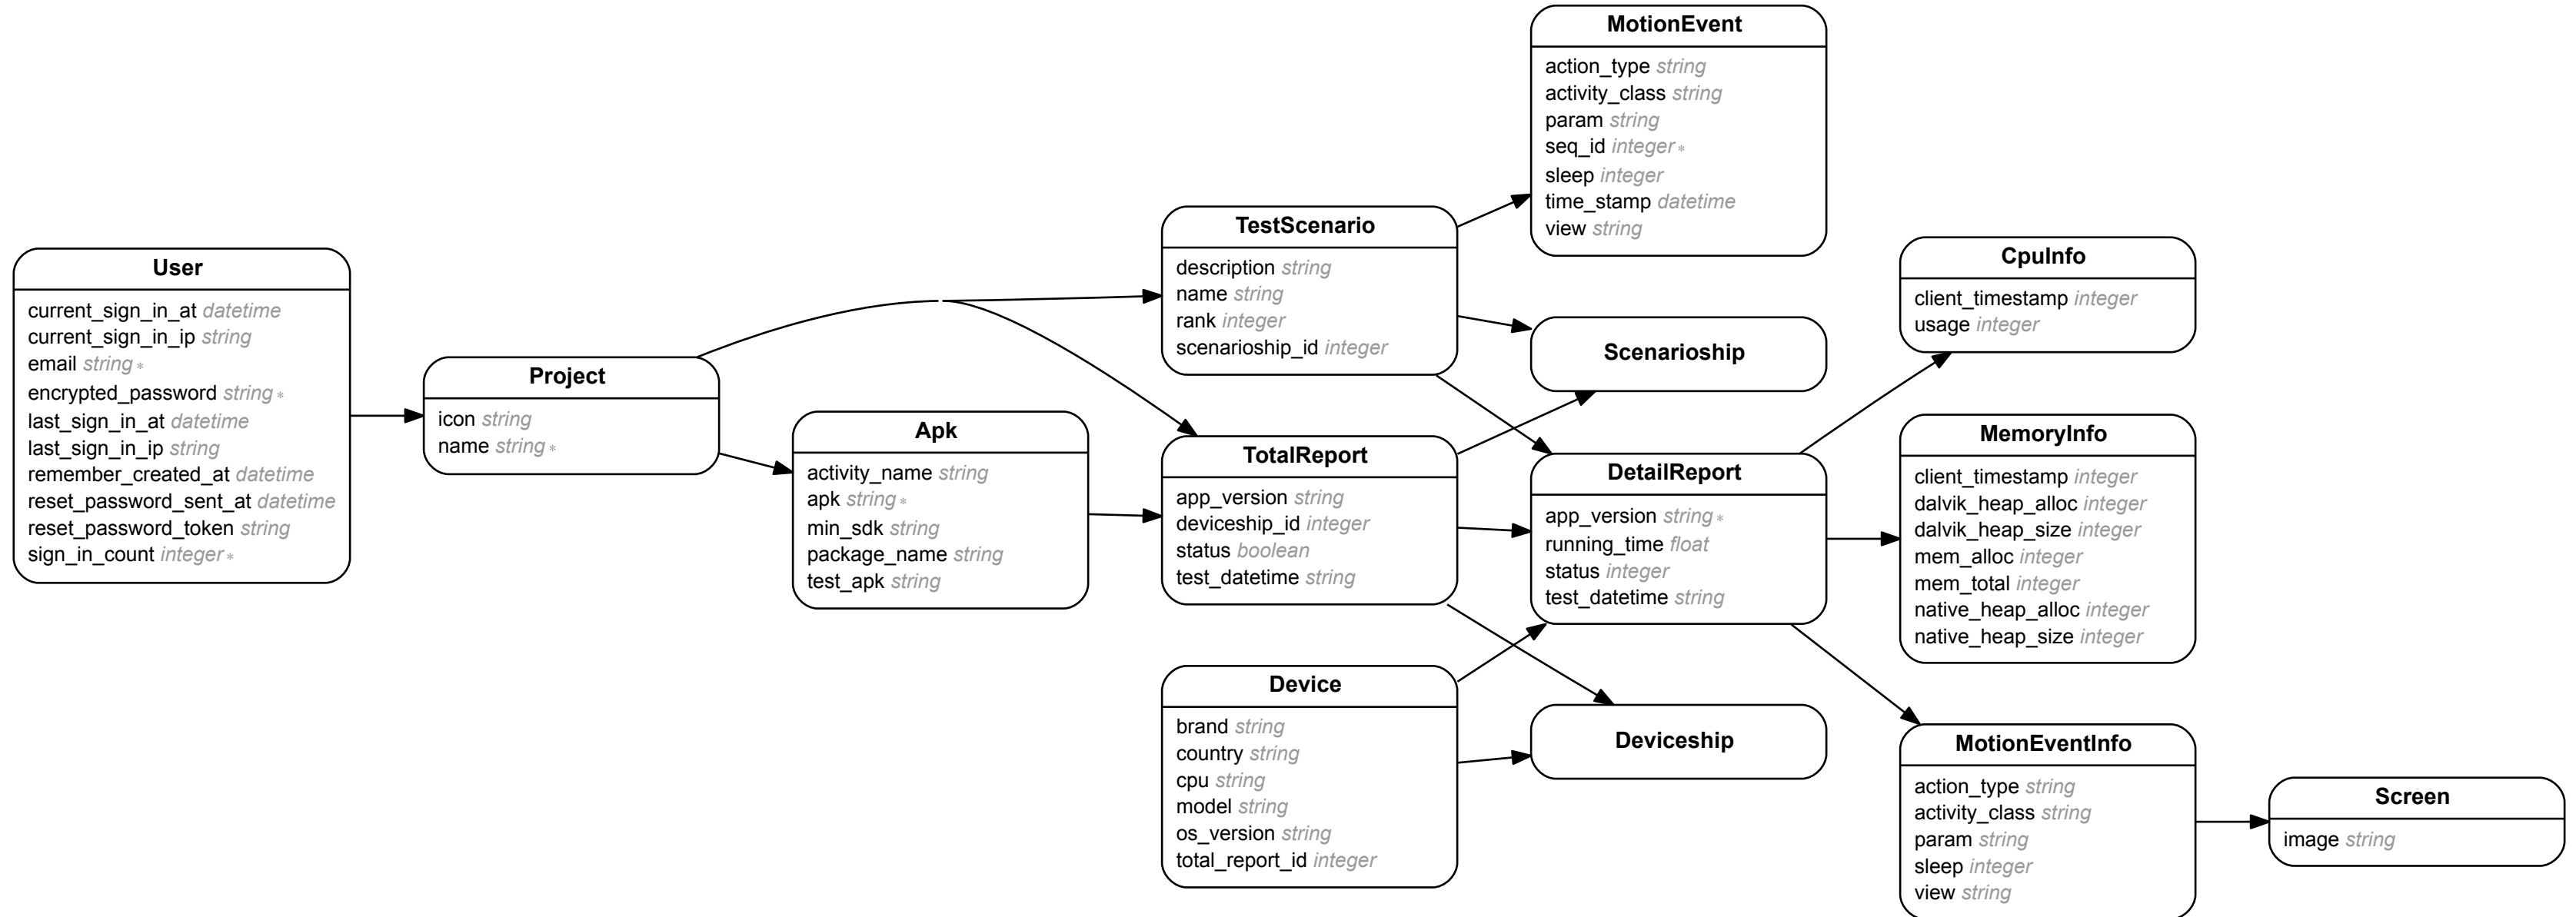 User
current_sign_in_at datetime
current_sign_in_ip string
email string *
encrypted_password string *
last_sign_in_at datetime
last_sign_in_ip string
remember_created_at datetime
reset_password_sent_at datetime
reset_password_token string
sign_in_count integer *
Project
icon string
name string *
Apk
activity_name string
apk string *
min_sdk string
package_name string
test_apk string
TestScenario
description string
name string
rank integer
scenarioship_id integer
TotalReport
app_version string
deviceship_id integer
status boolean
test_datetime string
Device
brand string
country string
cpu string
model string
os_version string
total_report_id integer
MotionEvent
action_type string
activity_class string
param string
seq_id integer *
sleep integer
time_stamp datetime
view string
Scenarioship
DetailReport
app_version string *
running_time float
status integer
test_datetime string
Deviceship
CpuInfo
client_timestamp integer
usage integer
MemoryInfo
client_timestamp integer
dalvik_heap_alloc integer
dalvik_heap_size integer
mem_alloc integer
mem_total integer
native_heap_alloc integer
native_heap_size integer
MotionEventInfo
action_type string
activity_class string
param string
sleep integer
view string
Screen
image string